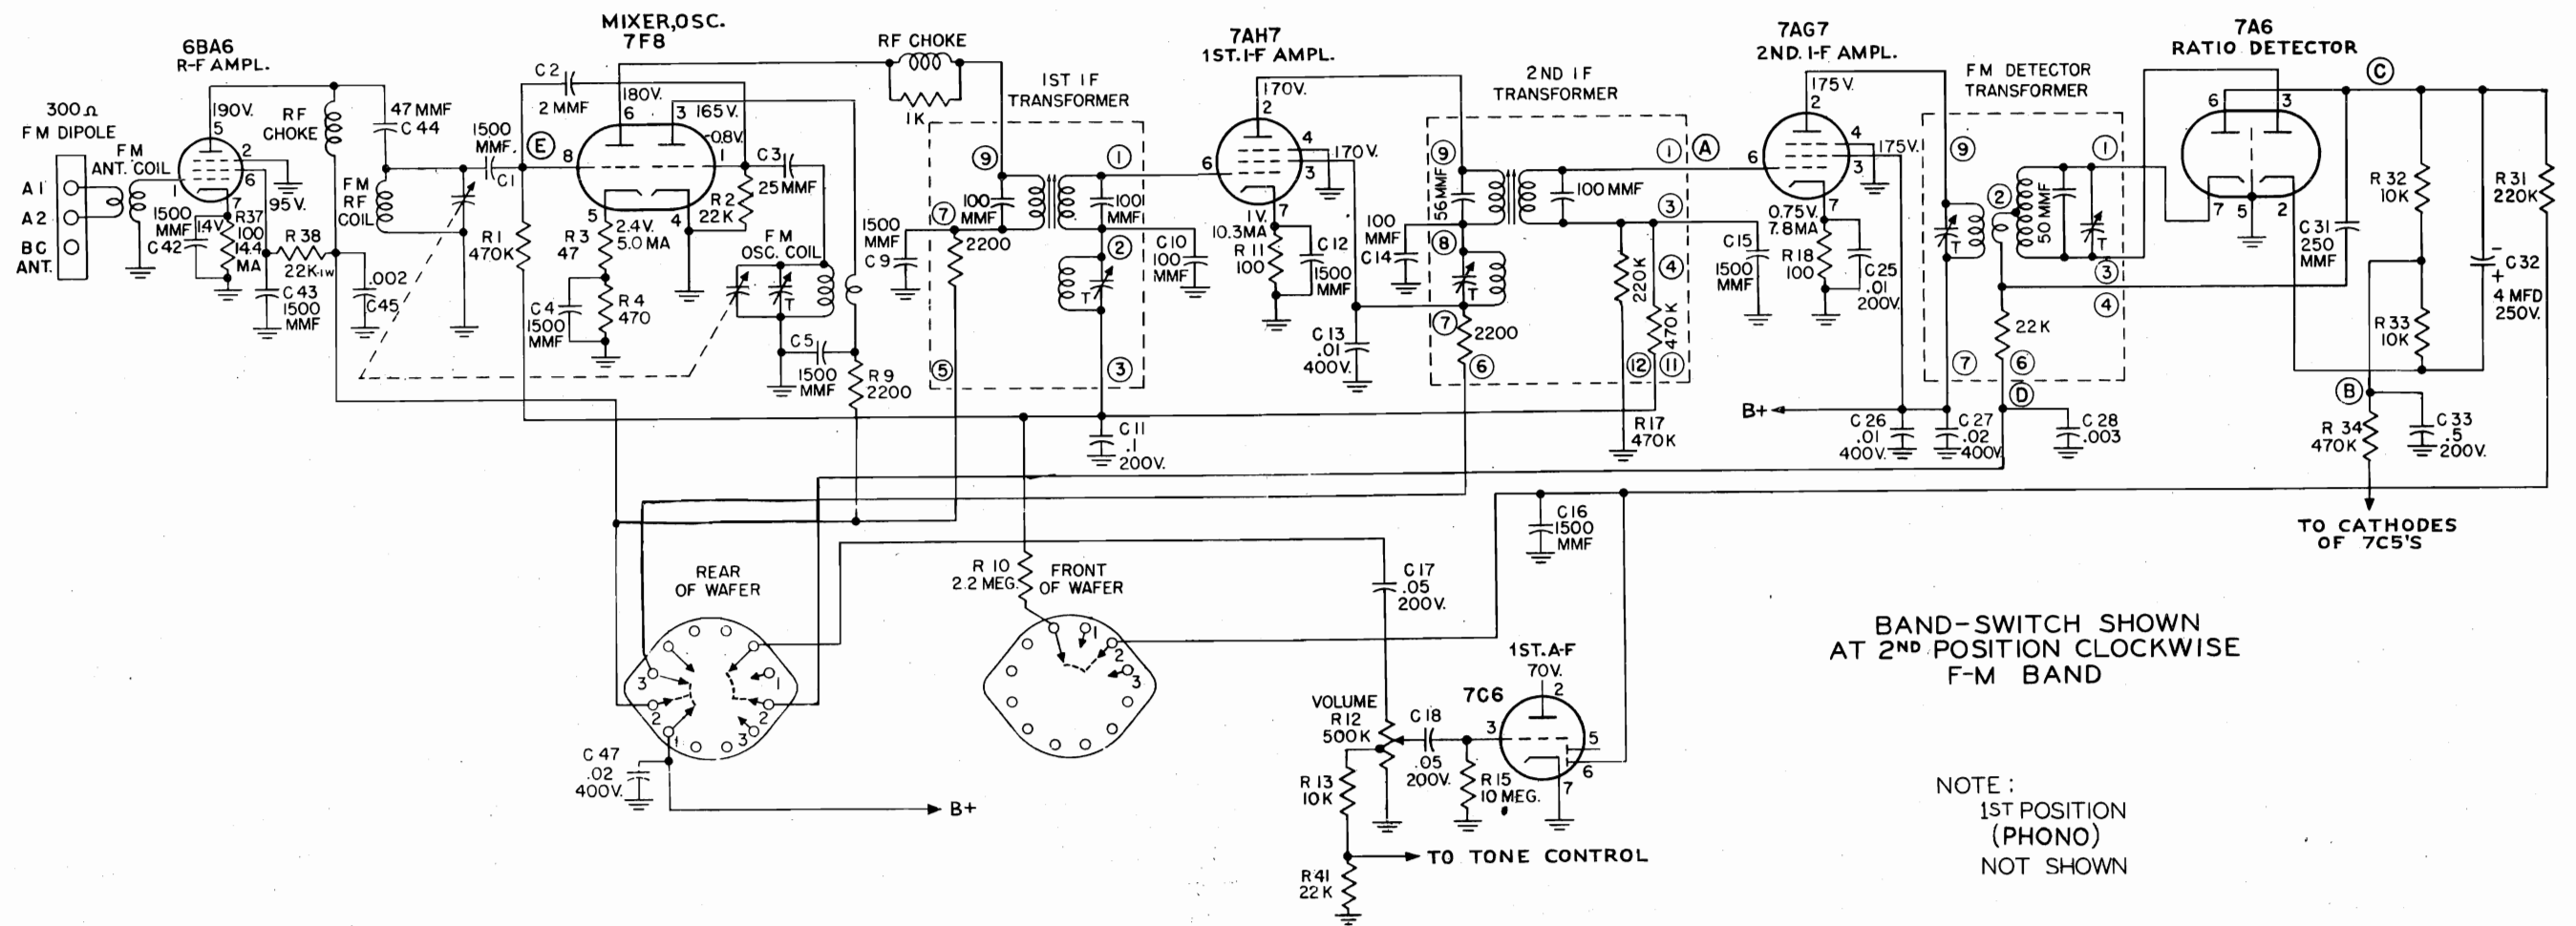 6BA6
R-F AMPL.
MIXER,OSC.
7F8
RF CHOKE
1K
1ST IF
TRANSFORMER
7AH7
1ST. I-F AMPL.
2ND IF
TRANSFORMER
7AG7
2ND. I-F AMPL.
FM DETECTOR
TRANSFORMER
7A6
RATIO DETECTOR
300Ω
FM DIPOLE
A1
A2
BC
ANT.
FM
ANT. COIL
190V.
5
2
6
1
7
95V.
1500
MMF
C42
1.4V
R37
100
14.4
MA
R38
22K-1W
C43
1500
MMF
.002
C45
RF
CHOKE
47 MMF
C44
FM
RF
COIL
1500
MMF.
C1
E
R1
470K
C2
2 MMF
180V.
6
3
165V.
-0.8V.
8
1
5
4
2.4V.
5.0 MA
R3
47
C4
1500
MMF
R4
470
R2
22K
C3
25 MMF
FM
OSC. COIL
T
C5
1500
MMF
R9
2200
1500
MMF
C9
9
100
MMF
7
2200
5
1
100
MMF
2
T
3
C10
100
MMF
C11
.1
200V.
170V.
2
6
4
3
170V.
7
1V.
10.3MA
R11
100
C12
1500
MMF
C13
.01
400V.
100
MMF
C14
9
56 MMF
8
T
7
2200
6
100 MMF
1
A
3
220K
4
470K
12
11
R17
470K
C15
1500
MMF
175V.
2
6
4
3
175V.
7
0.75V.
7.8MA
R18
100
C25
.01
200V.
B+
C26
.01
400V.
C27
.02
400V.
9
T
7
2
1
50 MMF
T
3
4
22K
6
D
C28
.003
6
3
7
5
2
C
C31
250
MMF
R32
10K
R33
10K
C32
4 MFD
250V.
-
+
R31
220K
B
R34
470K
C33
.5
200V.
TO CATHODES
OF 7C5'S
REAR
OF WAFER
3
2
1
1
2
3
C47
.02
400V.
B+
R10
2.2 MEG.
FRONT
OF WAFER
1
2
3
C16
1500
MMF
C17
.05
200V.
VOLUME
R12
500K
C18
.05
200V.
R13
10K
R15
10 MEG.
1ST. A-F
70V.
7C6
2
3
5
6
7
TO TONE CONTROL
R41
22K
BAND-SWITCH SHOWN
AT 2ND POSITION CLOCKWISE
F-M BAND
NOTE:
1ST POSITION
(PHONO)
NOT SHOWN